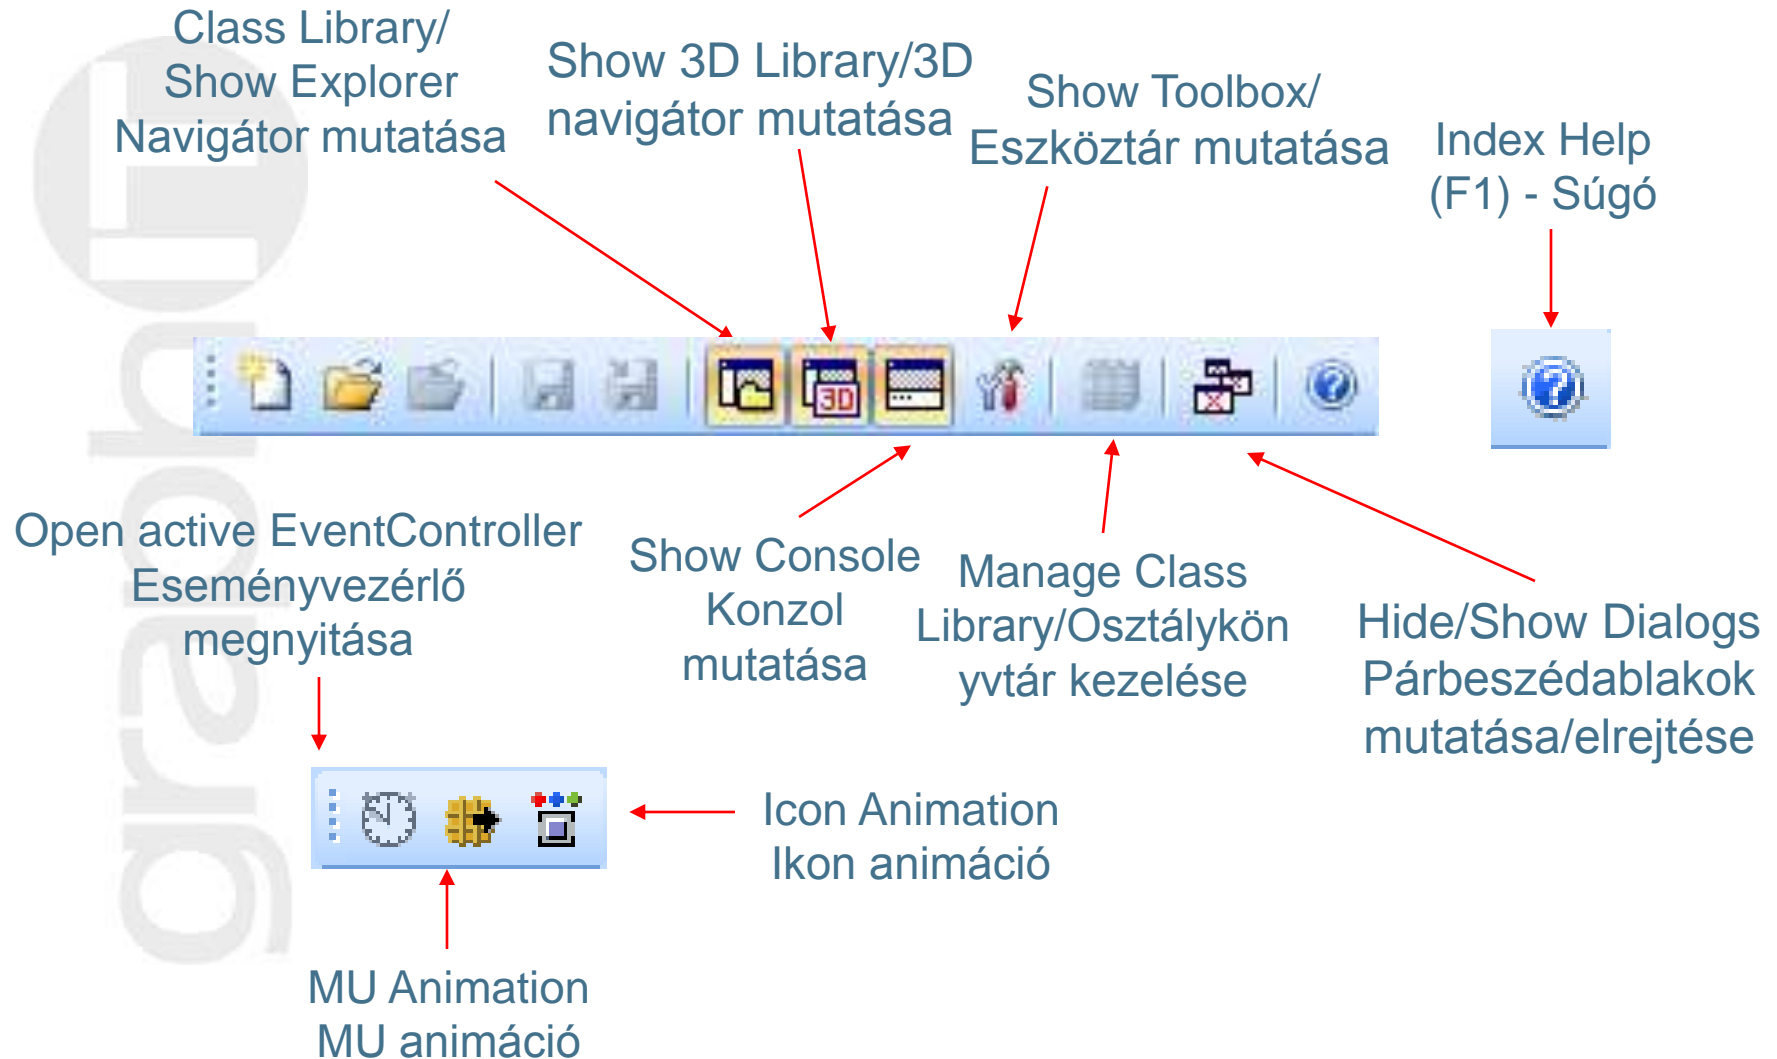 Class Library/
Show Explorer
Navigátor mutatása
Show 3D Library/3D
navigátor mutatása
Show Toolbox/
Eszköztár mutatása
Index Help
(F1) - Súgó
3D
Open active EventController
Eseményvezérlő
megnyitása
Show Console
Konzol
mutatása
Manage Class
Library/Osztálykön
yvtár kezelése
Hide/Show Dialogs
Párbeszédablakok
mutatása/elrejtése
Icon Animation
Ikon animáció
MU Animation
MU animáció
graphIT